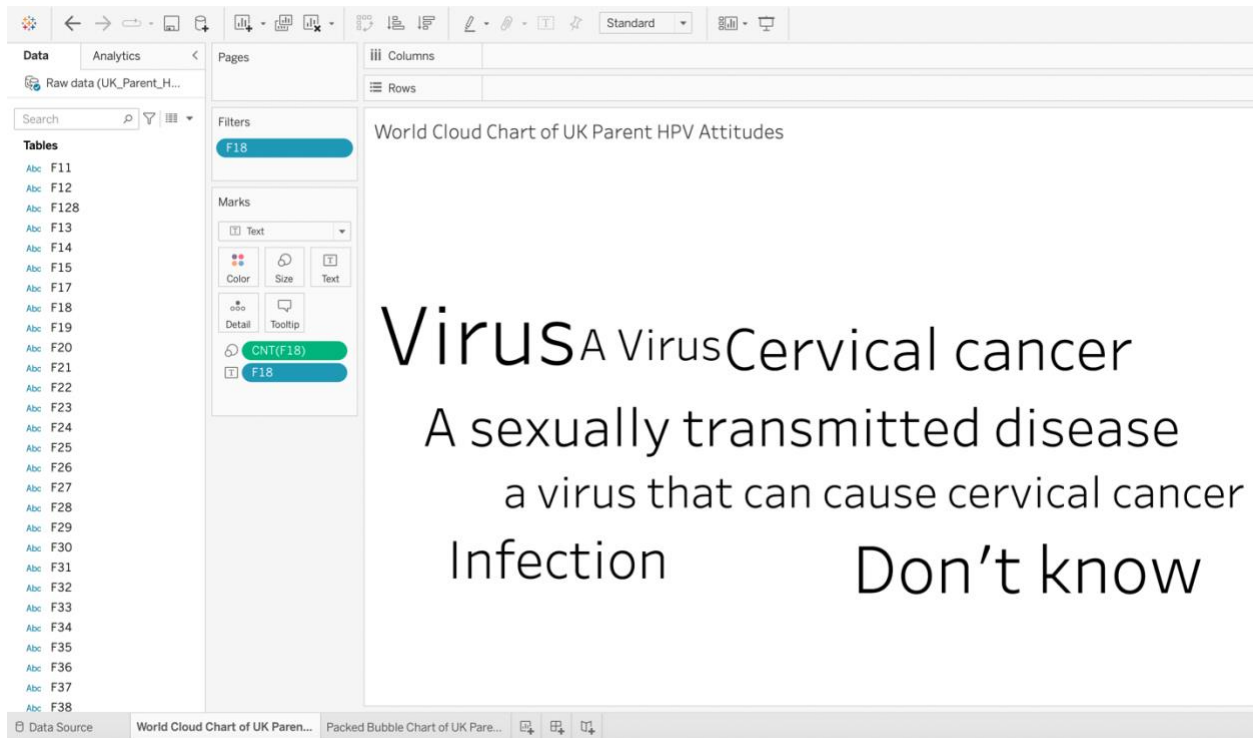 Standard
Data
Analytics
Pages
iii Columns
Raw data (UK_Parent_H...
Rows
Search
Filters
F18
World Cloud Chart of UK Parent HPV Attitudes
Tables
Abc F11
Abc F12
Abc F128
Abc F13
Abc F14
Abc F15
Abc F17
Abc F18
Abc F19
Abc F20
Abc F21
Abc F22
Abc F23
Abc F24
Abc F25
Abc F26
Abc F27
Abc F28
Abc F29
Abc F30
Abc F31
Abc F32
Abc F33
Abc F34
Abc F35
Abc F36
Abc F37
Abc F38
Marks
T Text
Color
Size
T
Text
Detail
Tooltip
CNT(F18)
T F18
Virus A Virus Cervical cancer
A sexually transmitted disease
a virus that can cause cervical cancer
Infection
Don't know
Data Source
World Cloud Chart of UK Paren...
Packed Bubble Chart of UK Pare...